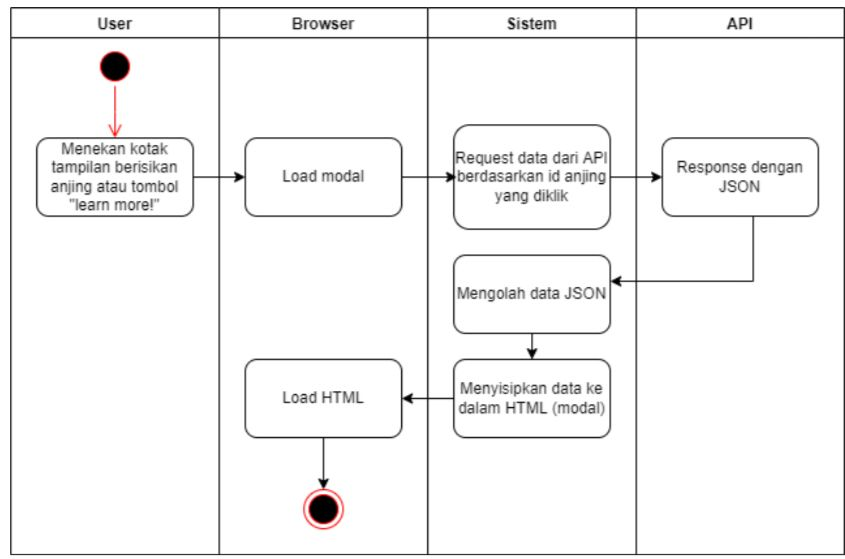 User
Browser
Sistem
API
Menekan kotak
tampilan berisikan
anjing atau tombol
"learn more!"
Load modal
Request data dari API
berdasarkan id anjing
yang diklik
Response dengan
JSON
Mengolah data JSON
Menyisipkan data ke
dalam HTML (modal)
Load HTML